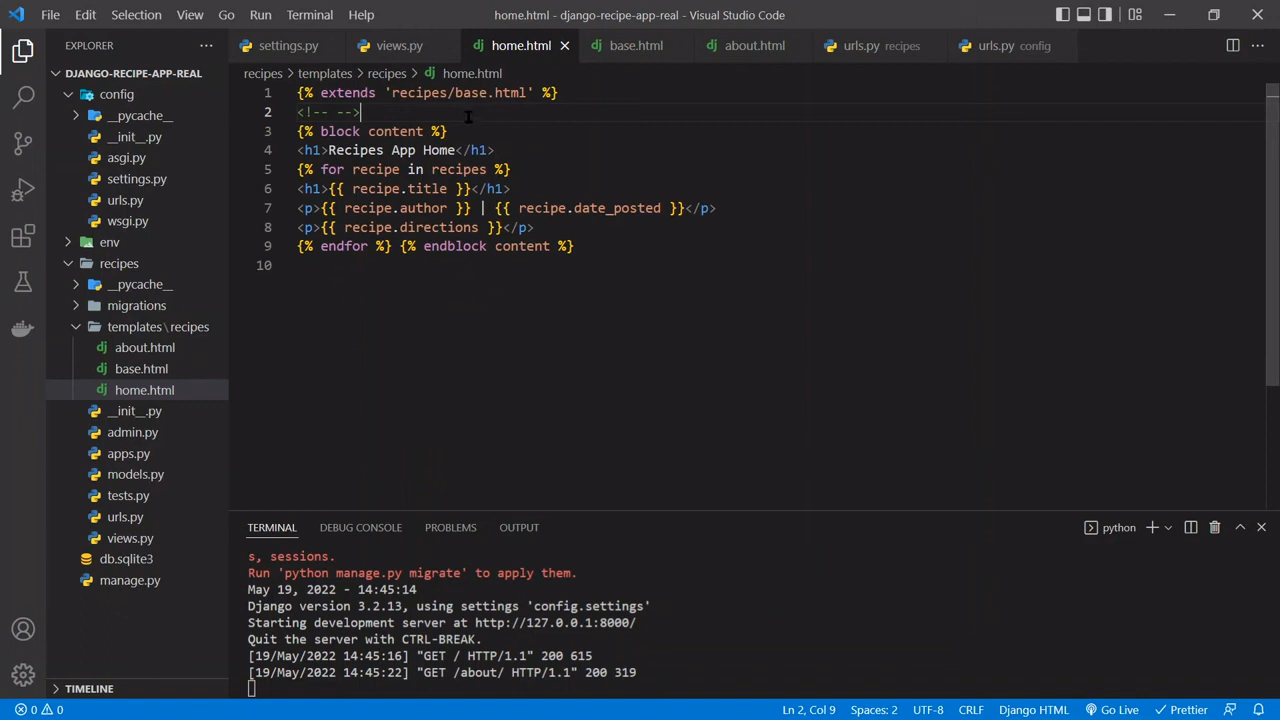 File Edit Selection View Go Run Terminal Help
home.html - django-recipe-app-real - Visual Studio Code
EXPLORER
DJANGO-RECIPE-APP-REAL
config
__pycache__
__init__.py
asgi.py
settings.py
urls.py
wsgi.py
env
recipes
__pycache__
migrations
templates\recipes
about.html
base.html
home.html
__init__.py
admin.py
apps.py
models.py
tests.py
urls.py
views.py
db.sqlite3
manage.py
TIMELINE
settings.py views.py home.html base.html about.html urls.py recipes urls.py config
recipes > templates > recipes > home.html
1 {% extends 'recipes/base.html' %}
2 <!-- -->
3 {% block content %}
4 <h1>Recipes App Home</h1>
5 {% for recipe in recipes %}
6 <h1>{{ recipe.title }}</h1>
7 <p>{{ recipe.author }} | {{ recipe.date_posted }}</p>
8 <p>{{ recipe.directions }}</p>
9 {% endfor %} {% endblock content %}
10
TERMINAL DEBUG CONSOLE PROBLEMS OUTPUT
python
s, sessions.
Run 'python manage.py migrate' to apply them.
May 19, 2022 - 14:45:14
Django version 3.2.13, using settings 'config.settings'
Starting development server at http://127.0.0.1:8000/
Quit the server with CTRL-BREAK.
[19/May/2022 14:45:16] "GET / HTTP/1.1" 200 615
[19/May/2022 14:45:22] "GET /about/ HTTP/1.1" 200 319
0 0 Ln 2, Col 9 Spaces: 2 UTF-8 CRLF Django HTML Go Live Prettier